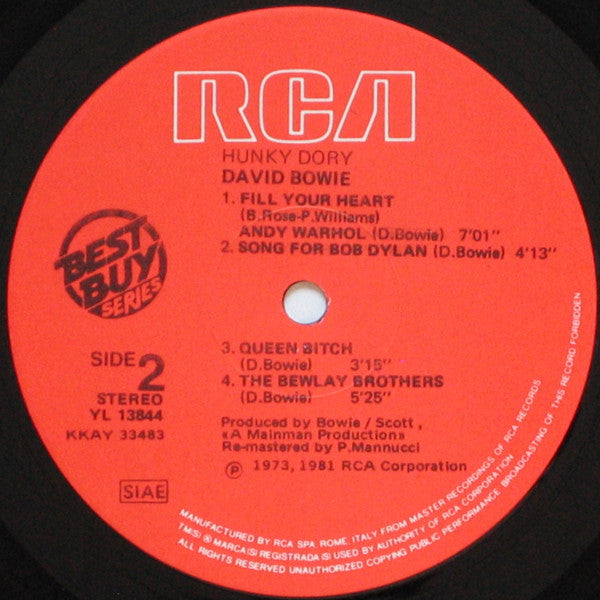 RCA
HUNKY DORY
DAVID BOWIE
1. FILL YOUR HEART
(B.Rose-P.Williams)
ANDY WARHOL (D.Bowie) 7'01"
2. SONG FOR BOB DYLAN (D.Bowie) 4'13"
BEST
BUY
SERIES
SIDE 2
STEREO
YL 13844
KKAY 33483
3. QUEEN BITCH
(D.Bowie) 3'15"
4. THE BEWLAY BROTHERS
(D.Bowie) 5'25"
Produced by Bowie / Scott,
«A Mainman Production»
Re-mastered by P.Mannucci
℗ 1973, 1981 RCA Corporation
SIAE
MANUFACTURED BY RCA SPA. ROME, ITALY, FROM MASTER RECORDINGS OF RCA RECORDS
TM(S) ® MARCA(S) REGISTRADA(S) USED BY AUTHORITY OF RCA CORPORATION
ALL RIGHTS RESERVED UNAUTHORIZED COPYING PUBLIC PERFORMANCE BROADCASTING OF THIS RECORD FORBIDDEN